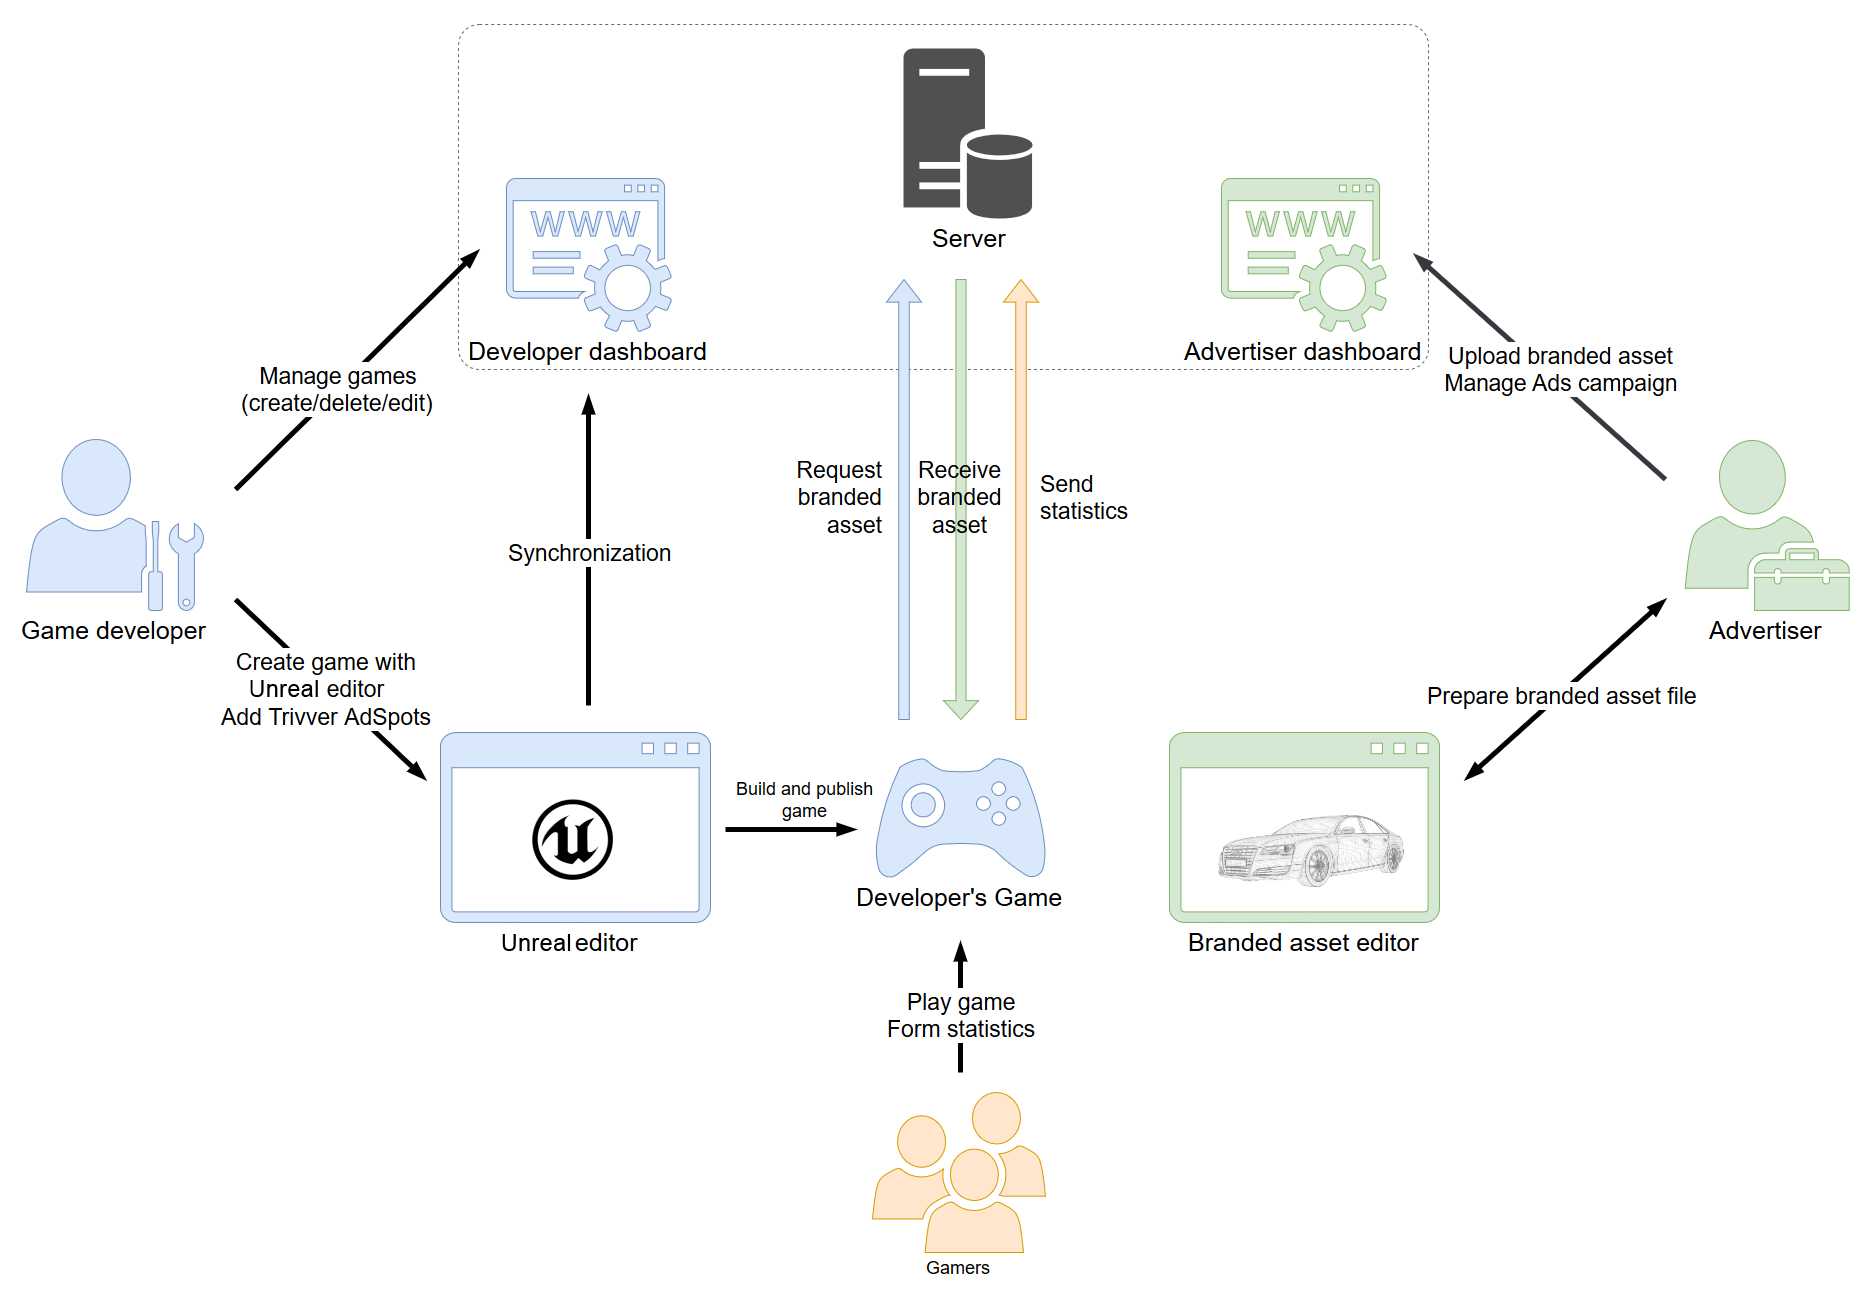 Server
WWW
WWW
Developer dashboard
Advertiser dashboard
Manage games
(create/delete/edit)
Upload branded asset
Manage Ads campaign
Request
branded
asset
Receive
branded
asset
Send
statistics
Synchronization
Game developer
Advertiser
Create game with
Unreal editor
Add Trivver AdSpots
Prepare branded asset file
Build and publish
game
Unreal editor
Developer's Game
Branded asset editor
Play game
Form statistics
Gamers